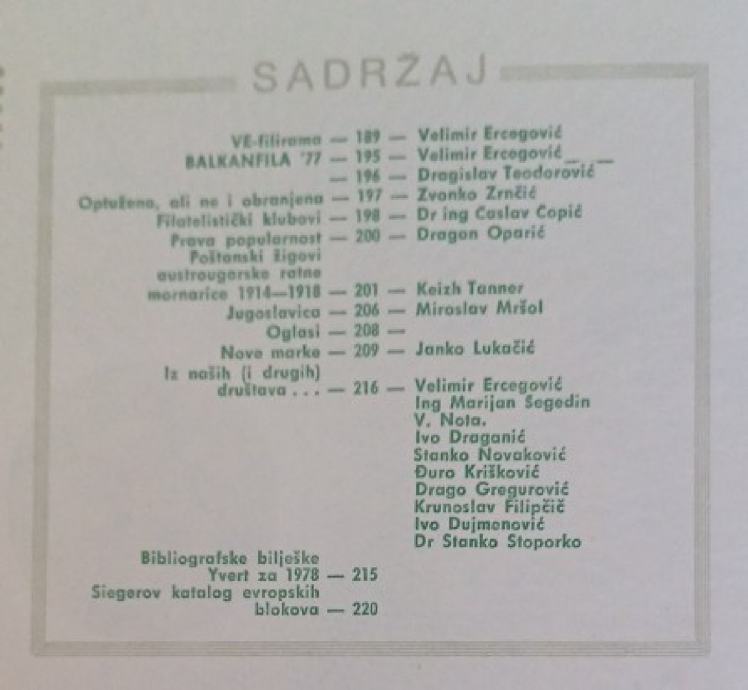 SADRŽAJ
VE-filirama — 189 — Velimir Ercegović
BALKANFILA '77 — 195 — Velimir Ercegović
— 196 — Dragislav Teodorović
Optužena, ali ne i obranjena — 197 — Zvonko Zrnčić
Filatelistički klubovi — 198 — Dr ing Časlav Ćopić
Prava popularnost — 200 — Dragan Oparić
Poštanski žigovi
austrougarske ratne
mornarice 1914—1918 — 201 — Keizh Tanner
Jugoslavica — 206 — Miroslav Mršol
Oglasi — 208 —
Nove marke — 209 — Janko Lukačić
Iz naših (i drugih)
društava . . . — 216 — Velimir Ercegović
Ing Marijan Segedin
V. Nota.
Ivo Draganić
Stanko Novaković
Đuro Krišković
Drago Gregurović
Krunoslav Filipčič
Ivo Dujmenović
Dr Stanko Stoporko
Bibliografske bilješke
Yvert za 1978 — 215
Siegerov katalog evropskih
blokova — 220